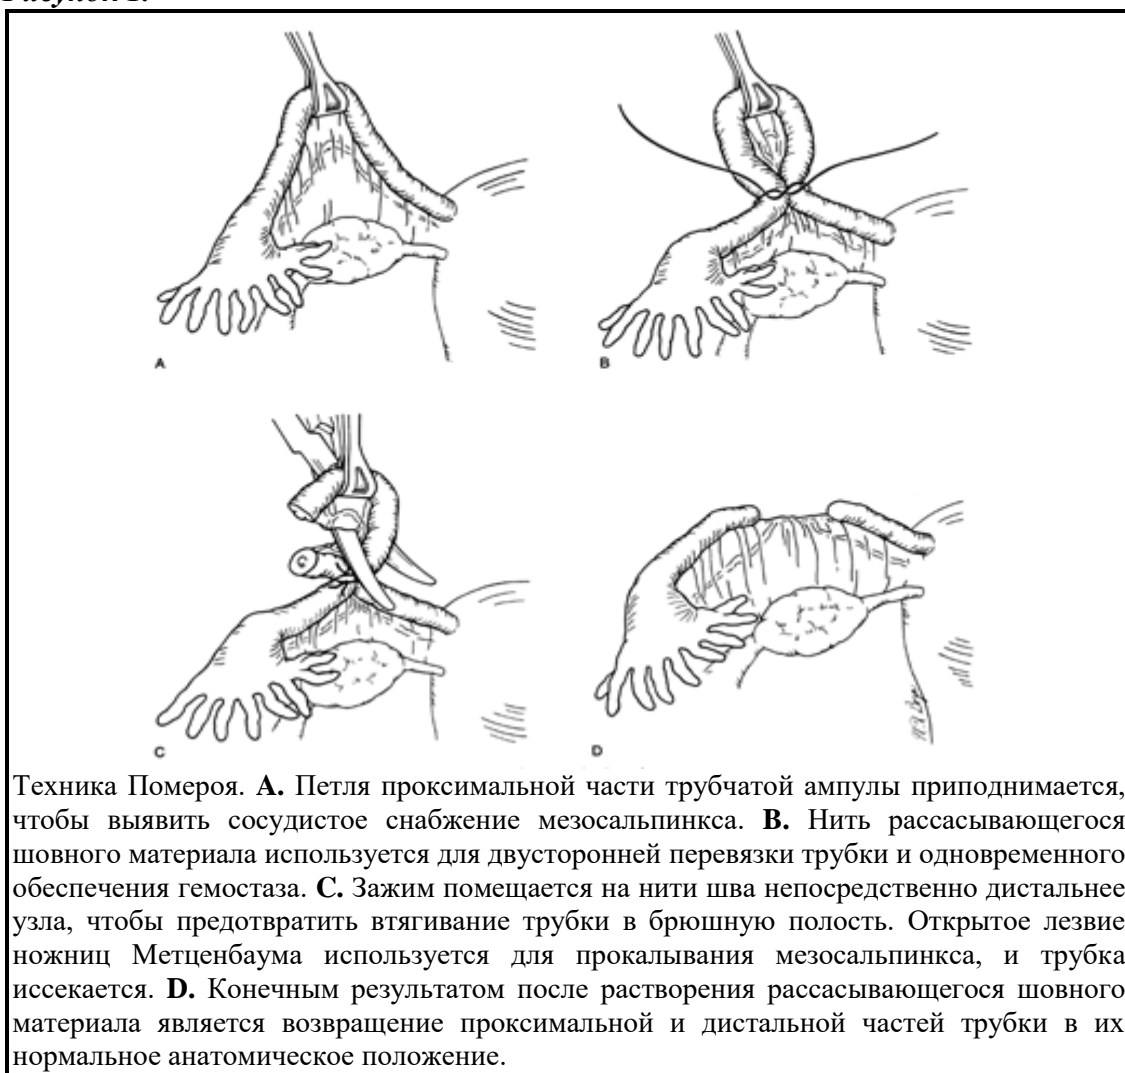 A
B
C
D
Техника Помероя. A. Петля проксимальной части трубчатой ампулы приподнимается,
чтобы выявить сосудистое снабжение мезосальпинкса. B. Нить рассасывающегося
шовного материала используется для двусторонней перевязки трубки и одновременного
обеспечения гемостаза. C. Зажим помещается на нити шва непосредственно дистальнее
узла, чтобы предотвратить втягивание трубки в брюшную полость. Открытое лезвие
ножниц Метценбаума используется для прокалывания мезосальпинкса, и трубка
иссекается. D. Конечным результатом после растворения рассасывающегося шовного
материала является возвращение проксимальной и дистальной частей трубки в их
нормальное анатомическое положение.